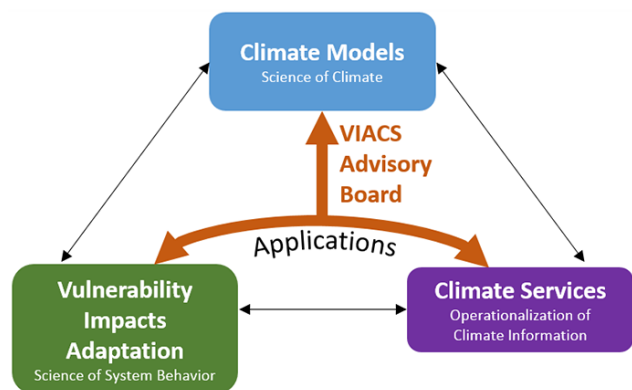 Climate Models
Science of Climate
VIACS
Advisory
Board
Applications
Vulnerability
Impacts
Adaptation
Science of System Behavior
Climate Services
Operationalization of
Climate Information